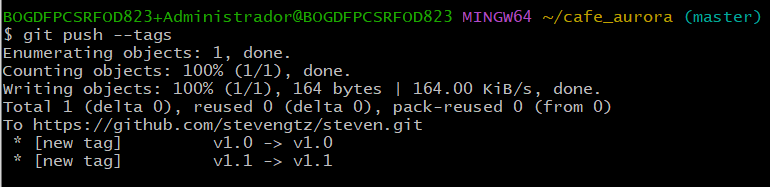 BOGDFPCSRFOD823+Administrador@BOGDFPCSRFOD823 MINGW64 ~/cafe_aurora (master)
$ git push --tags
Enumerating objects: 1, done.
Counting objects: 100% (1/1), done.
Writing objects: 100% (1/1), 164 bytes | 164.00 KiB/s, done.
Total 1 (delta 0), reused 0 (delta 0), pack-reused 0 (from 0)
To https://github.com/stevengtz/steven.git
 * [new tag]         v1.0 -> v1.0
 * [new tag]         v1.1 -> v1.1